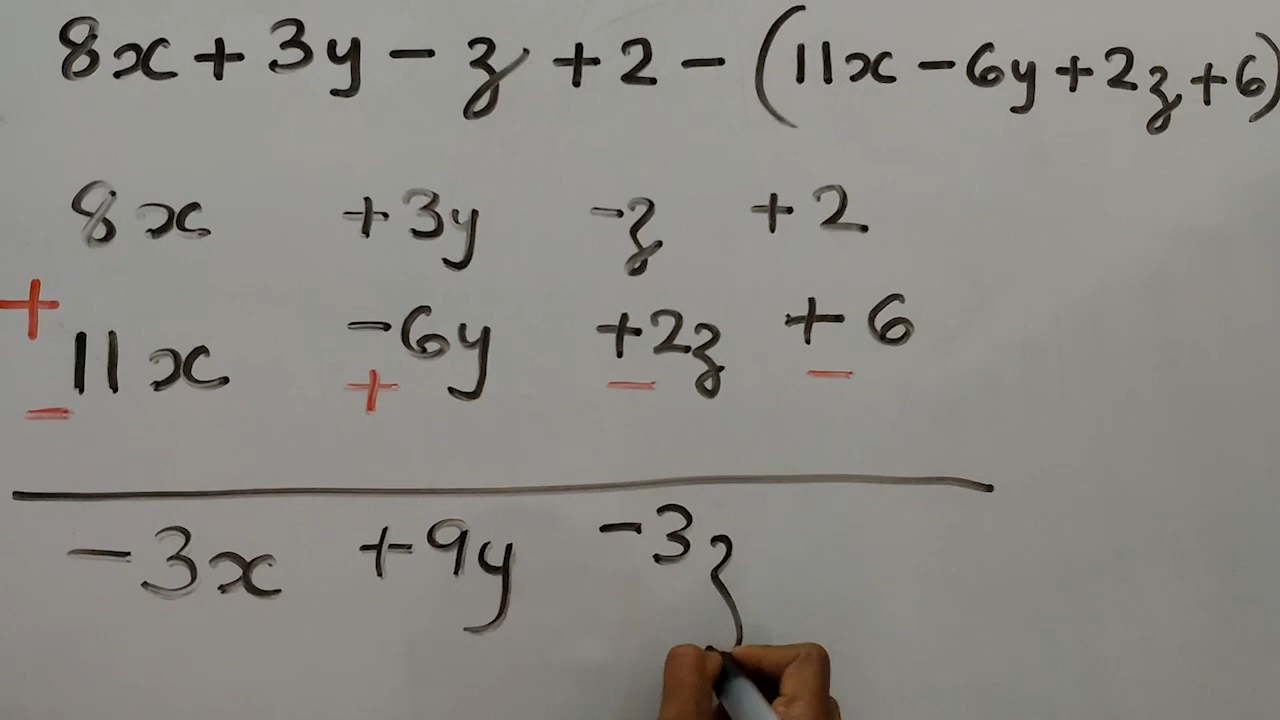 8x + 3y - z + 2 - (11x - 6y + 2z + 6)
8x + 3y - z + 2
+
11x - 6y + 2z + 6
- + - -
- 3x + 9y - 3z